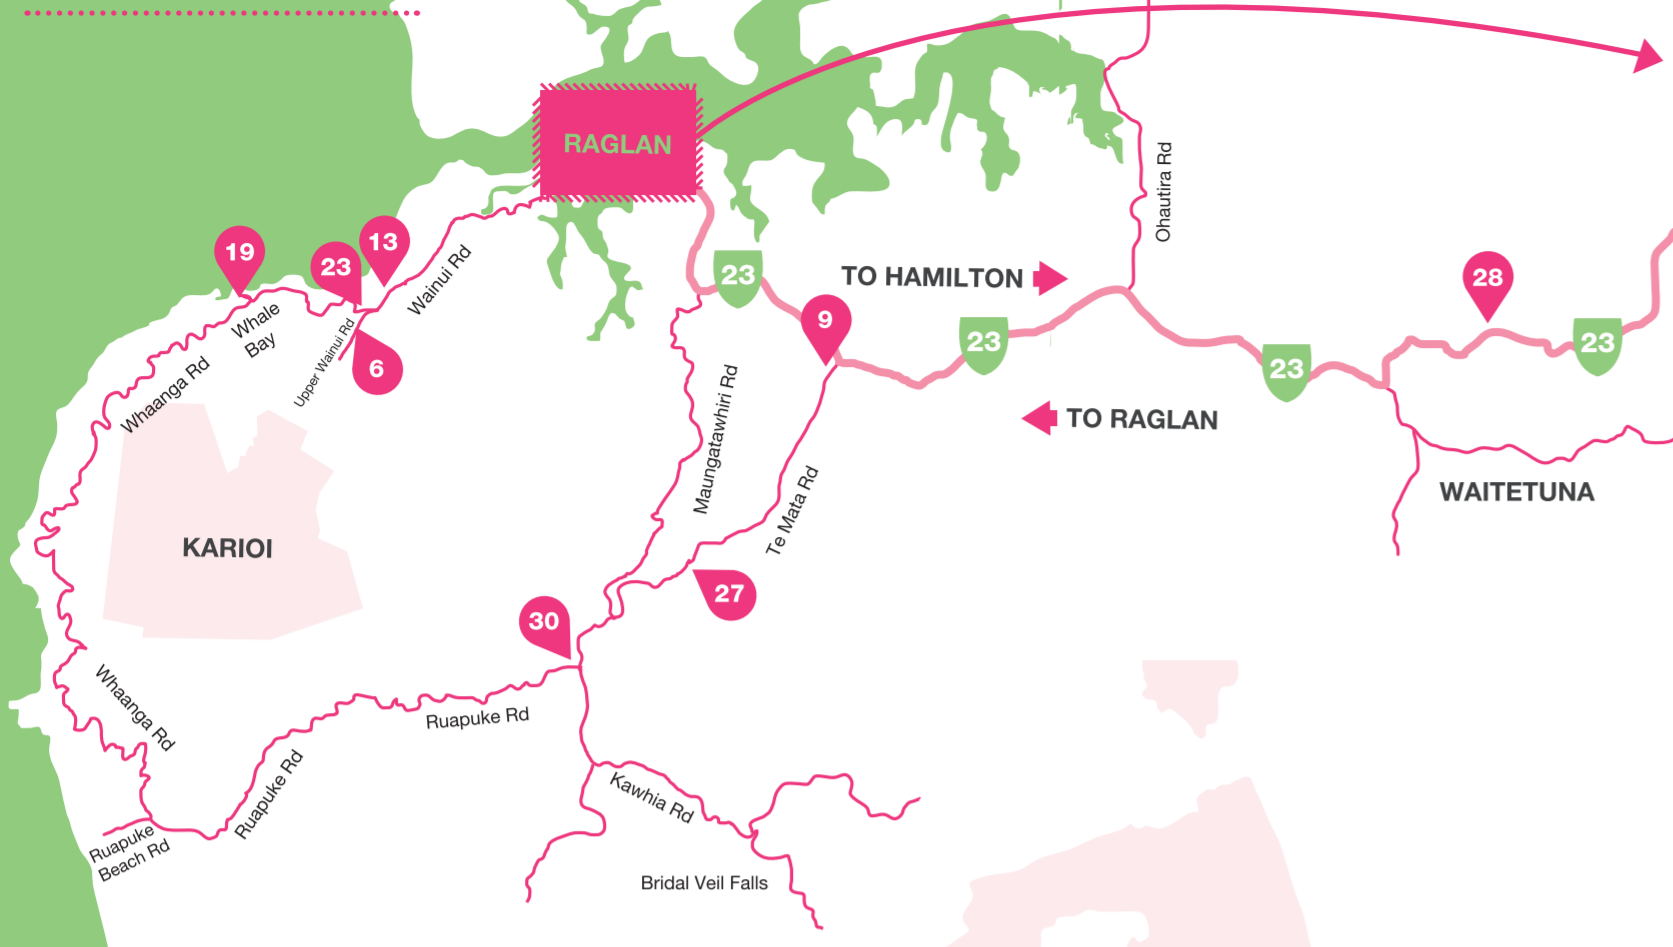 RAGLAN
Ohautira Rd
19
23
13
Wainui Rd
23
TO HAMILTON
28
9
Whale
Bay
Upper Wainui Rd
6
23
23
23
Whaanga Rd
Maungatawhiri Rd
TO RAGLAN
Te Mata Rd
WAITETUNA
KARIOI
27
30
Whaanga Rd
Ruapuke Rd
Ruapuke Rd
Kawhia Rd
Ruapuke
Beach Rd
Bridal Veil Falls